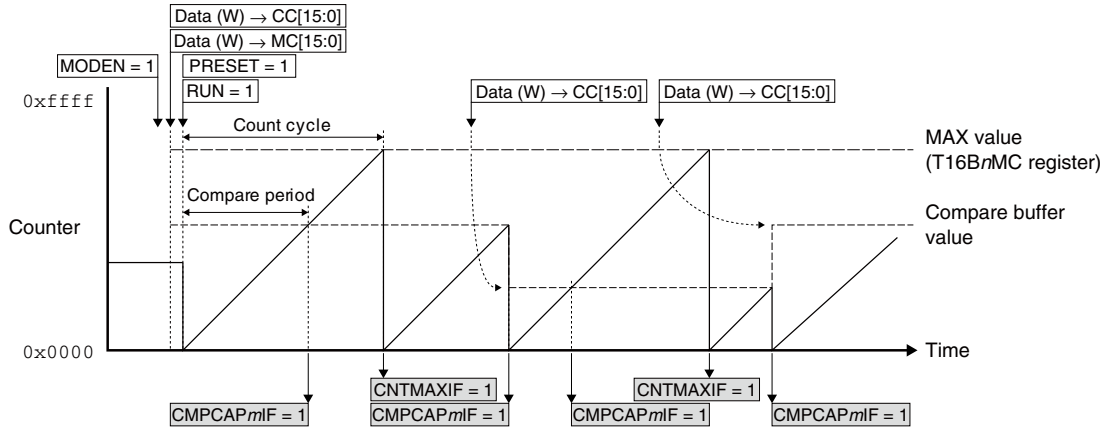 Data (W) → CC[15:0]
Data (W) → MC[15:0]
MODEN = 1
PRESET = 1
RUN = 1
Data (W) → CC[15:0]
Data (W) → CC[15:0]
0xffff
Count cycle
MAX value
(T16BnMC register)
Compare period
Compare buffer
value
Counter
0x0000
Time
CNTMAXIF = 1
CNTMAXIF = 1
CMPCAPmIF = 1
CMPCAPmIF = 1
CMPCAPmIF = 1
CMPCAPmIF = 1